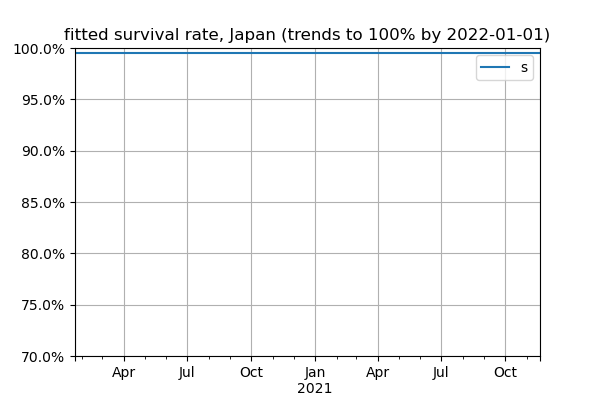 fitted survival rate, Japan (trends to 100% by 2022-01-01)
100.0%
s
95.0%
90.0%
85.0%
80.0%
75.0%
70.0%
Apr Jul Oct Jan Apr Jul Oct
2021